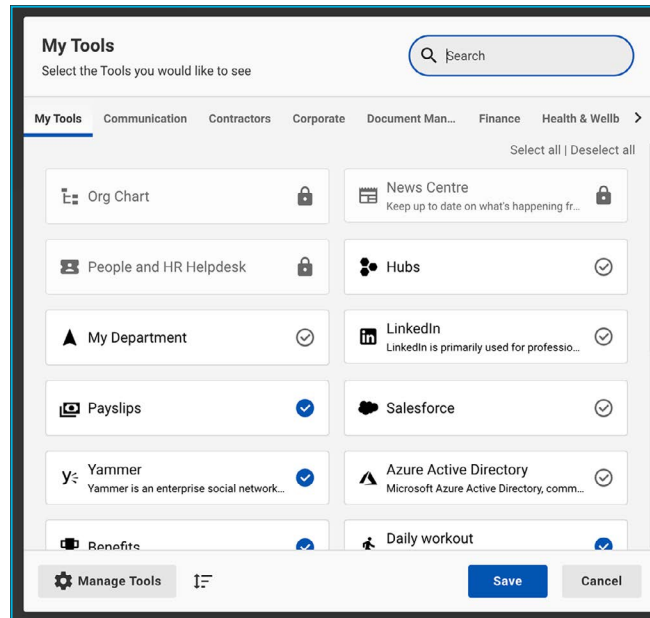 My Tools
Select the Tools you would like to see
Search
My Tools Communication Contractors Corporate Document Man... Finance Health & Wellb
Select all | Deselect all
Org Chart
News Centre
Keep up to date on what's happening fr...
People and HR Helpdesk
Hubs
My Department
LinkedIn
LinkedIn is primarily used for professio...
Payslips
Salesforce
Yammer
Yammer is an enterprise social network...
Azure Active Directory
Microsoft Azure Active Directory, comm...
Benefits
Daily workout
Manage Tools
Save
Cancel